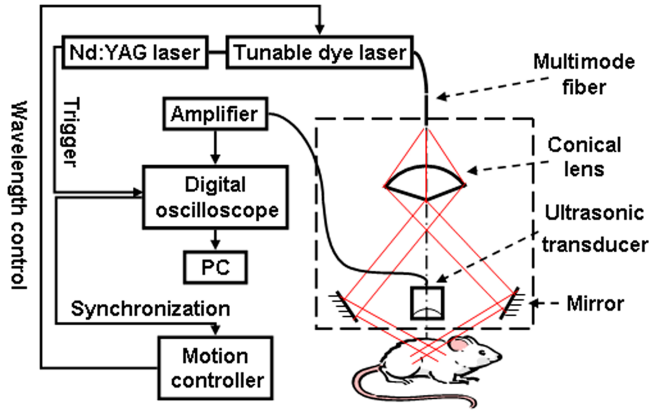 Nd:YAG laser
Tunable dye laser
Multimode
fiber
Trigger
Wavelength control
Amplifier
Conical
lens
Digital
oscilloscope
Ultrasonic
transducer
PC
Synchronization
Mirror
Motion
controller